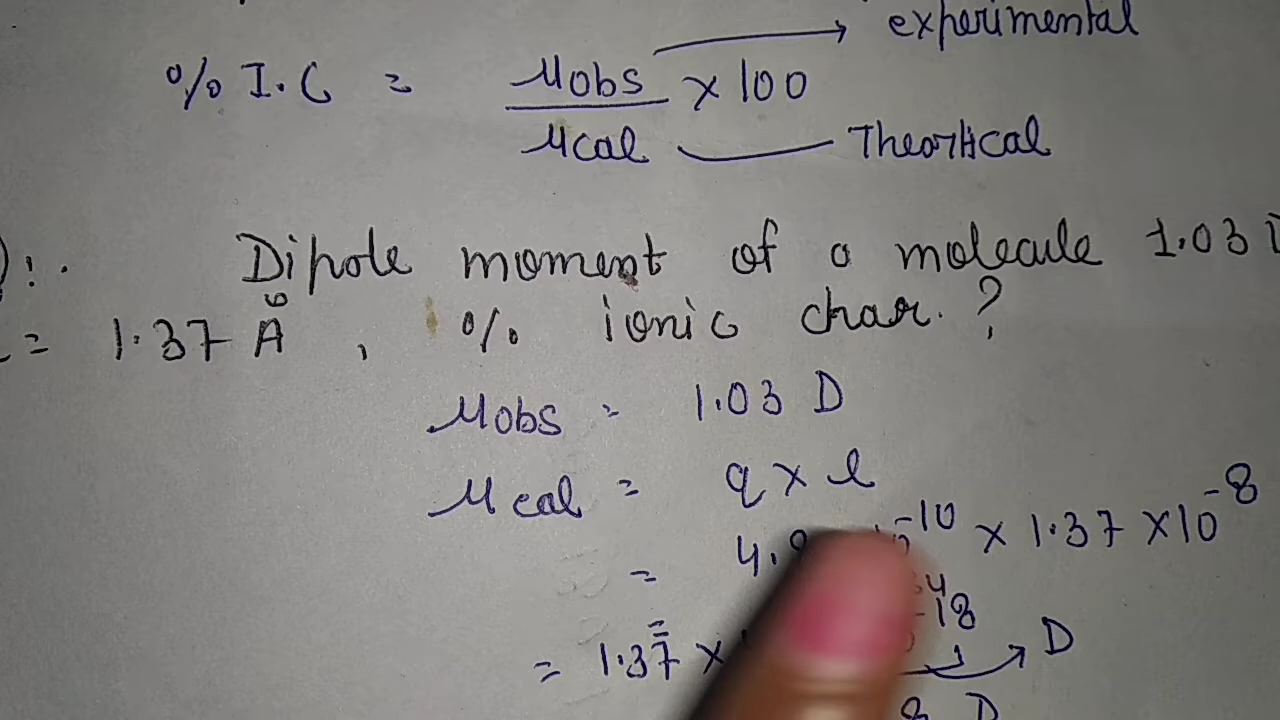 experimental
% I.C = μobs × 100
μcal Theortical
Dipole moment of a molecule 1.03
= 1.37 Å , % ionic char. ?
μobs = 1.03 D
μcal = q × l
= 4. -10 × 1.37 × 10-8
= 1.37 × -18 D
8 D